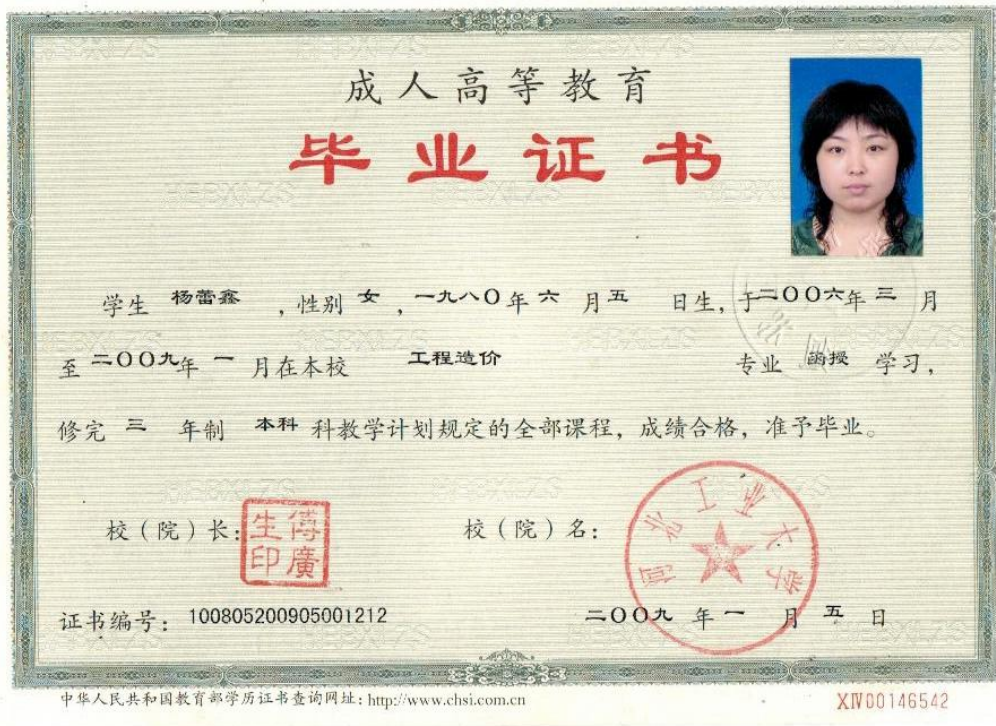 成人高等教育
毕业证书
学生 杨蕾鑫 ，性别 女 ，一九八〇年 六 月 五 日生，于二〇〇六年 三 月
至 二〇〇九年 一 月在本校 工程造价 专业 函授 学习，
修完 三 年制 本科 科教学计划规定的全部课程，成绩合格，准予毕业。
校（院）长：
傅廣生印
校（院）名：
河北工业大学
证书编号：100805200905001212
二〇〇九 年 一 月 五 日
中华人民共和国教育部学历证书查询网址：http://www.chsi.com.cn
XIV00146542